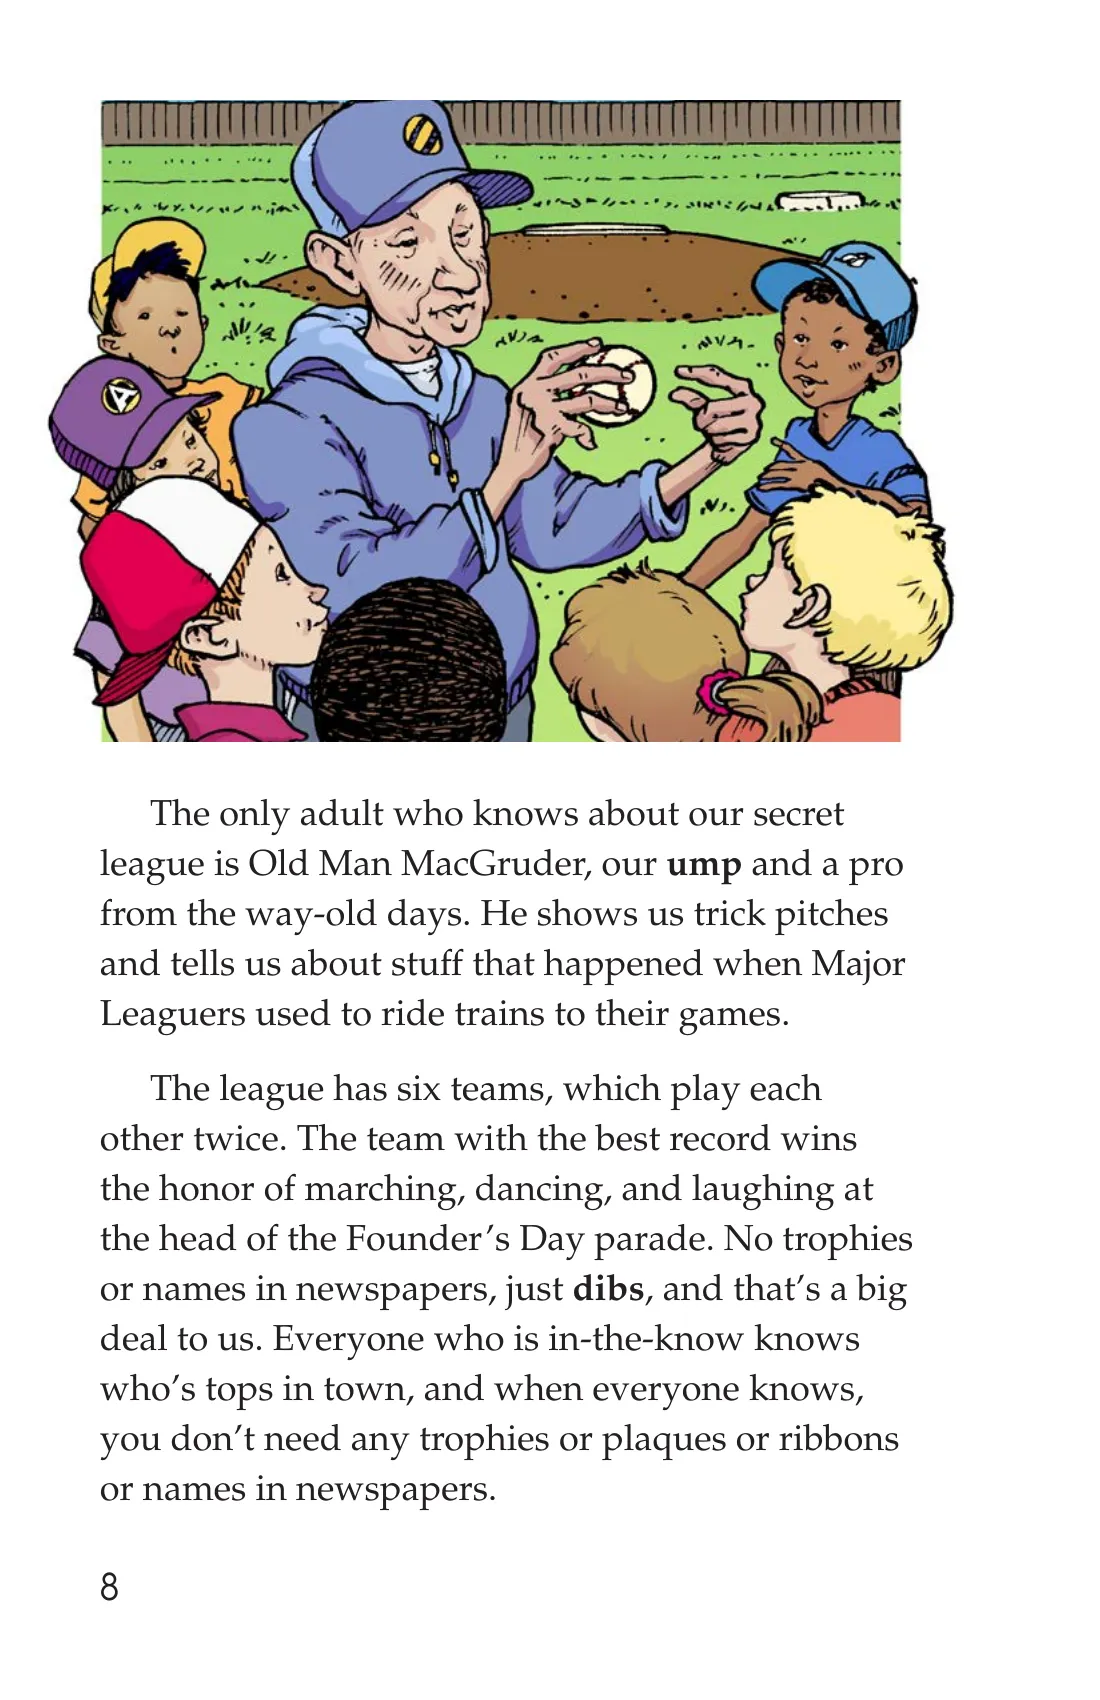 A
The only adult who knows about our secret
league is Old Man MacGruder, our ump and a pro
from the way-old days. He shows us trick pitches
and tells us about stuff that happened when Major
Leaguers used to ride trains to their games.
The league has six teams, which play each
other twice. The team with the best record wins
the honor of marching, dancing, and laughing at
the head of the Founder’s Day parade. No trophies
or names in newspapers, just dibs, and that’s a big
deal to us. Everyone who is in-the-know knows
who’s tops in town, and when everyone knows,
you don’t need any trophies or plaques or ribbons
or names in newspapers.
8